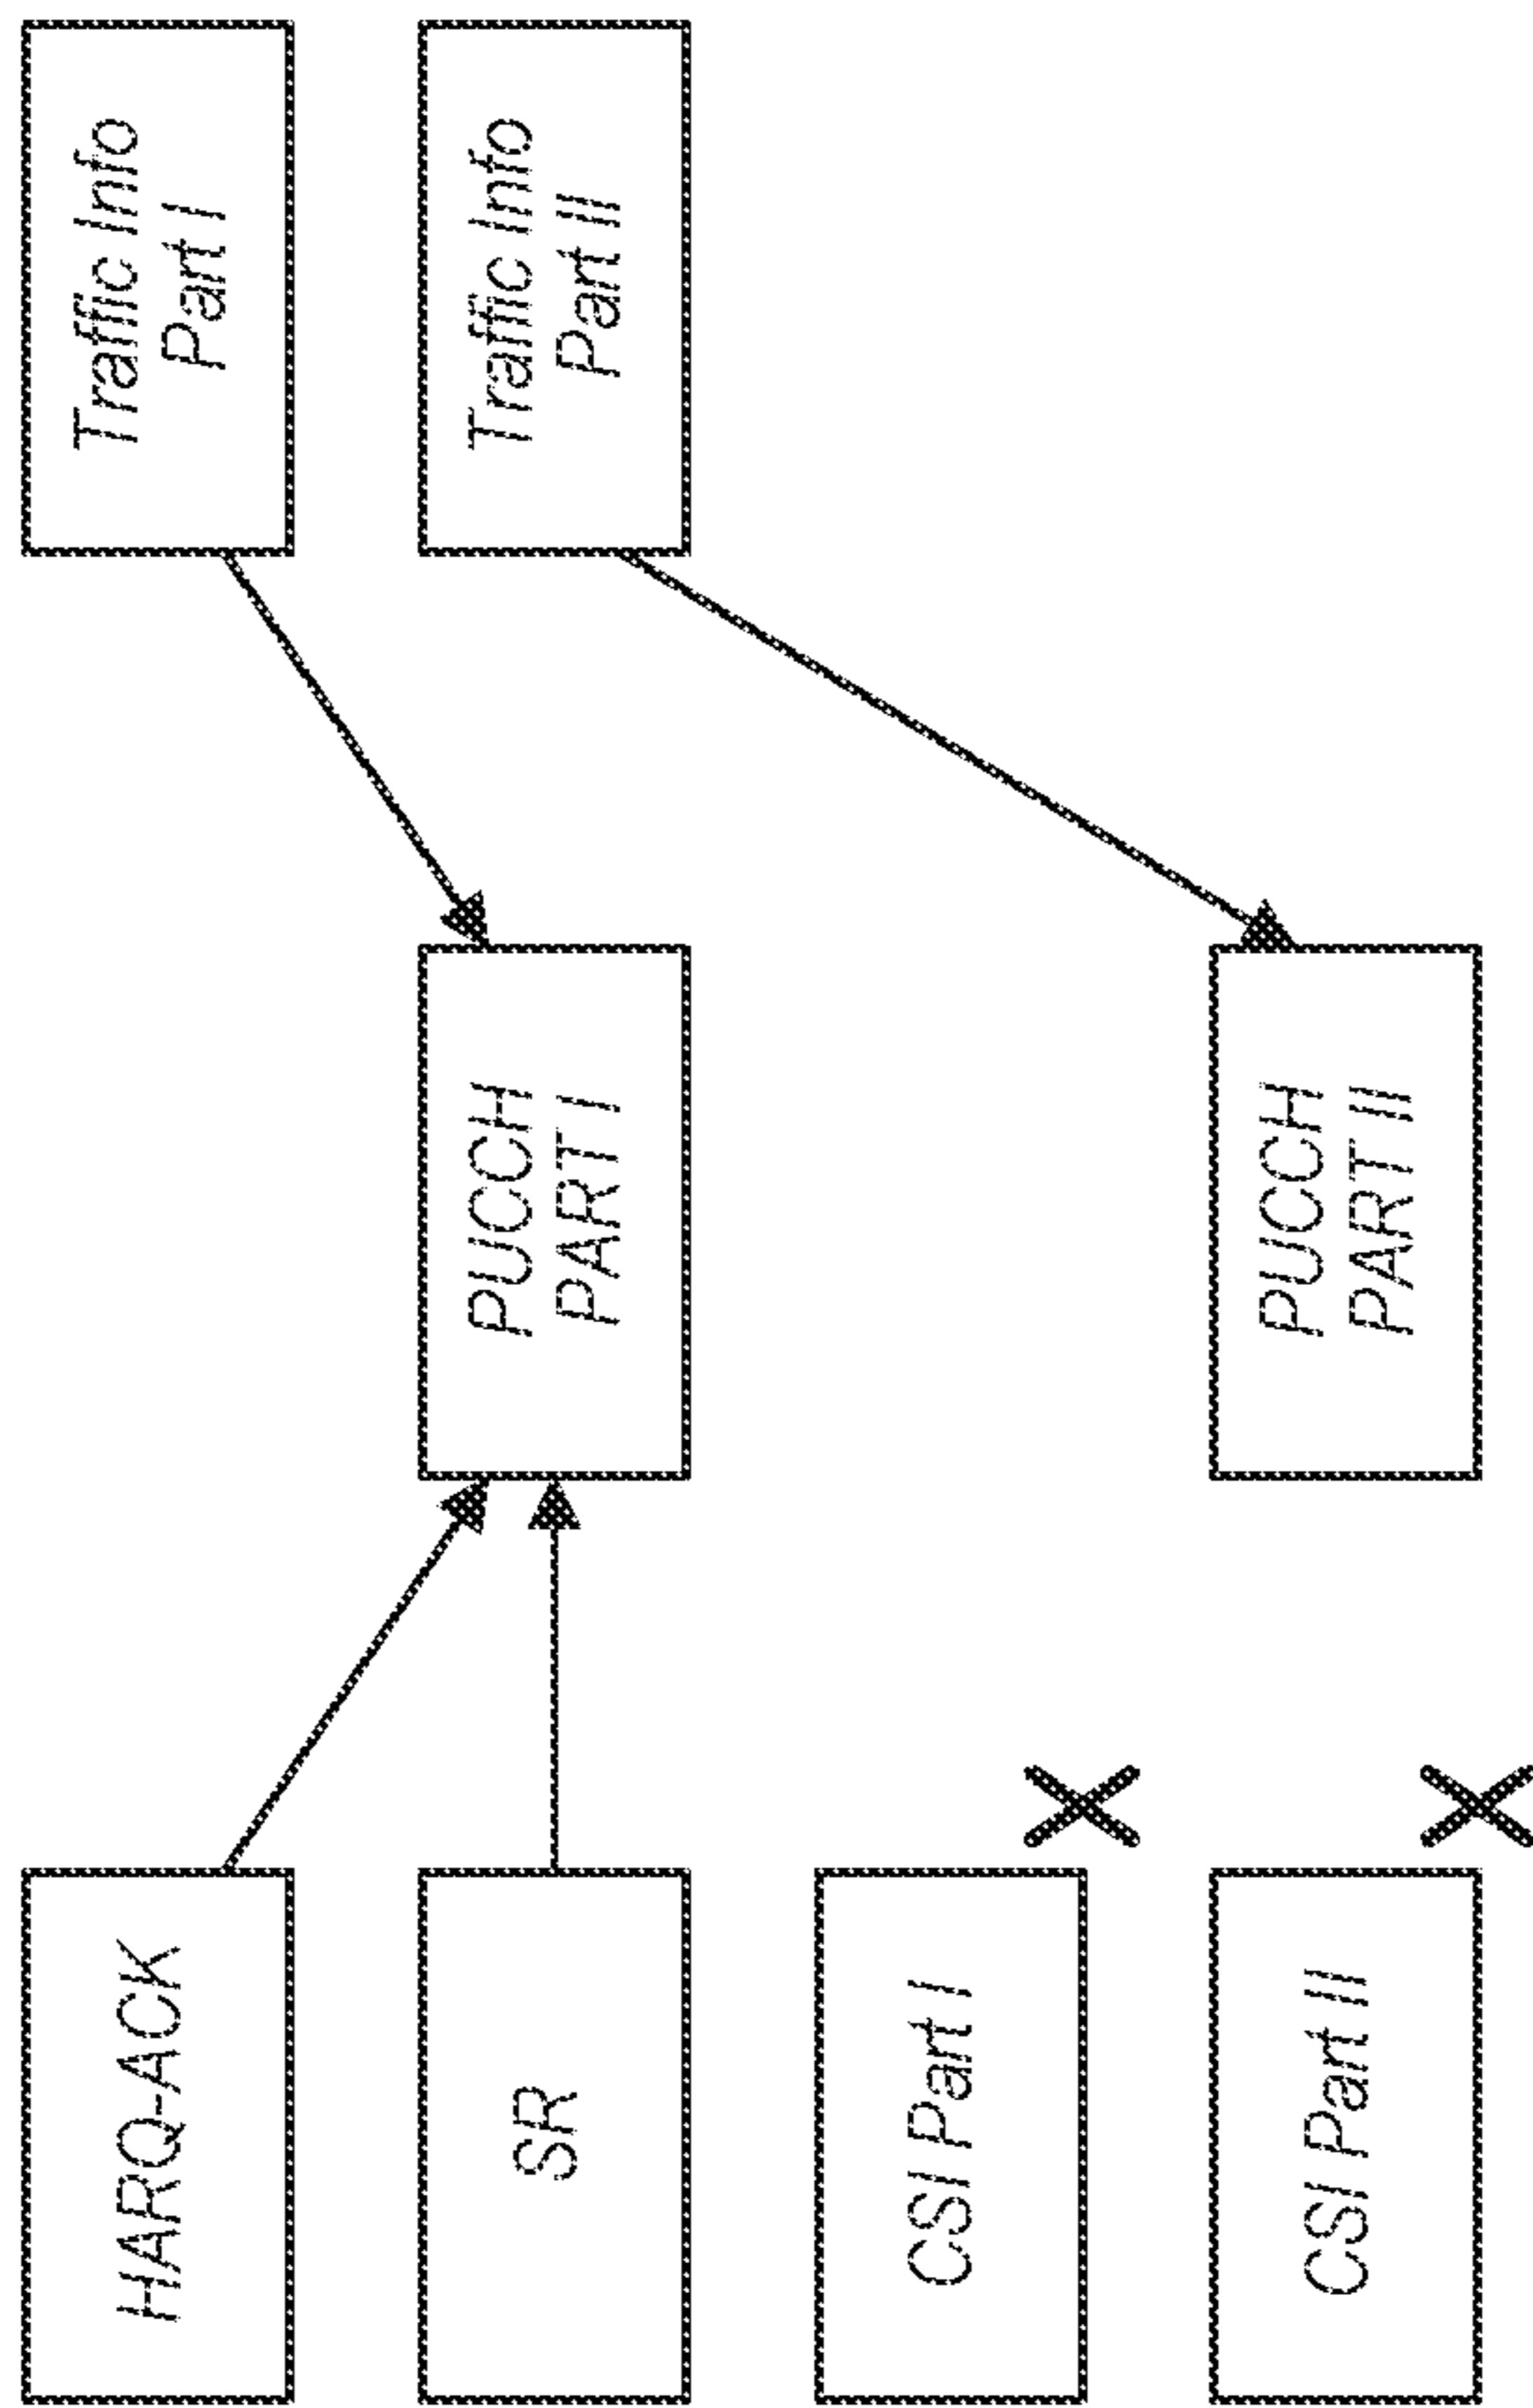 HARQ-ACK
SR
CSI Part I
CSI Part II
PUCCH
PART I
PUCCH
PART II
Traffic Info
Part I
Traffic Info
Part II